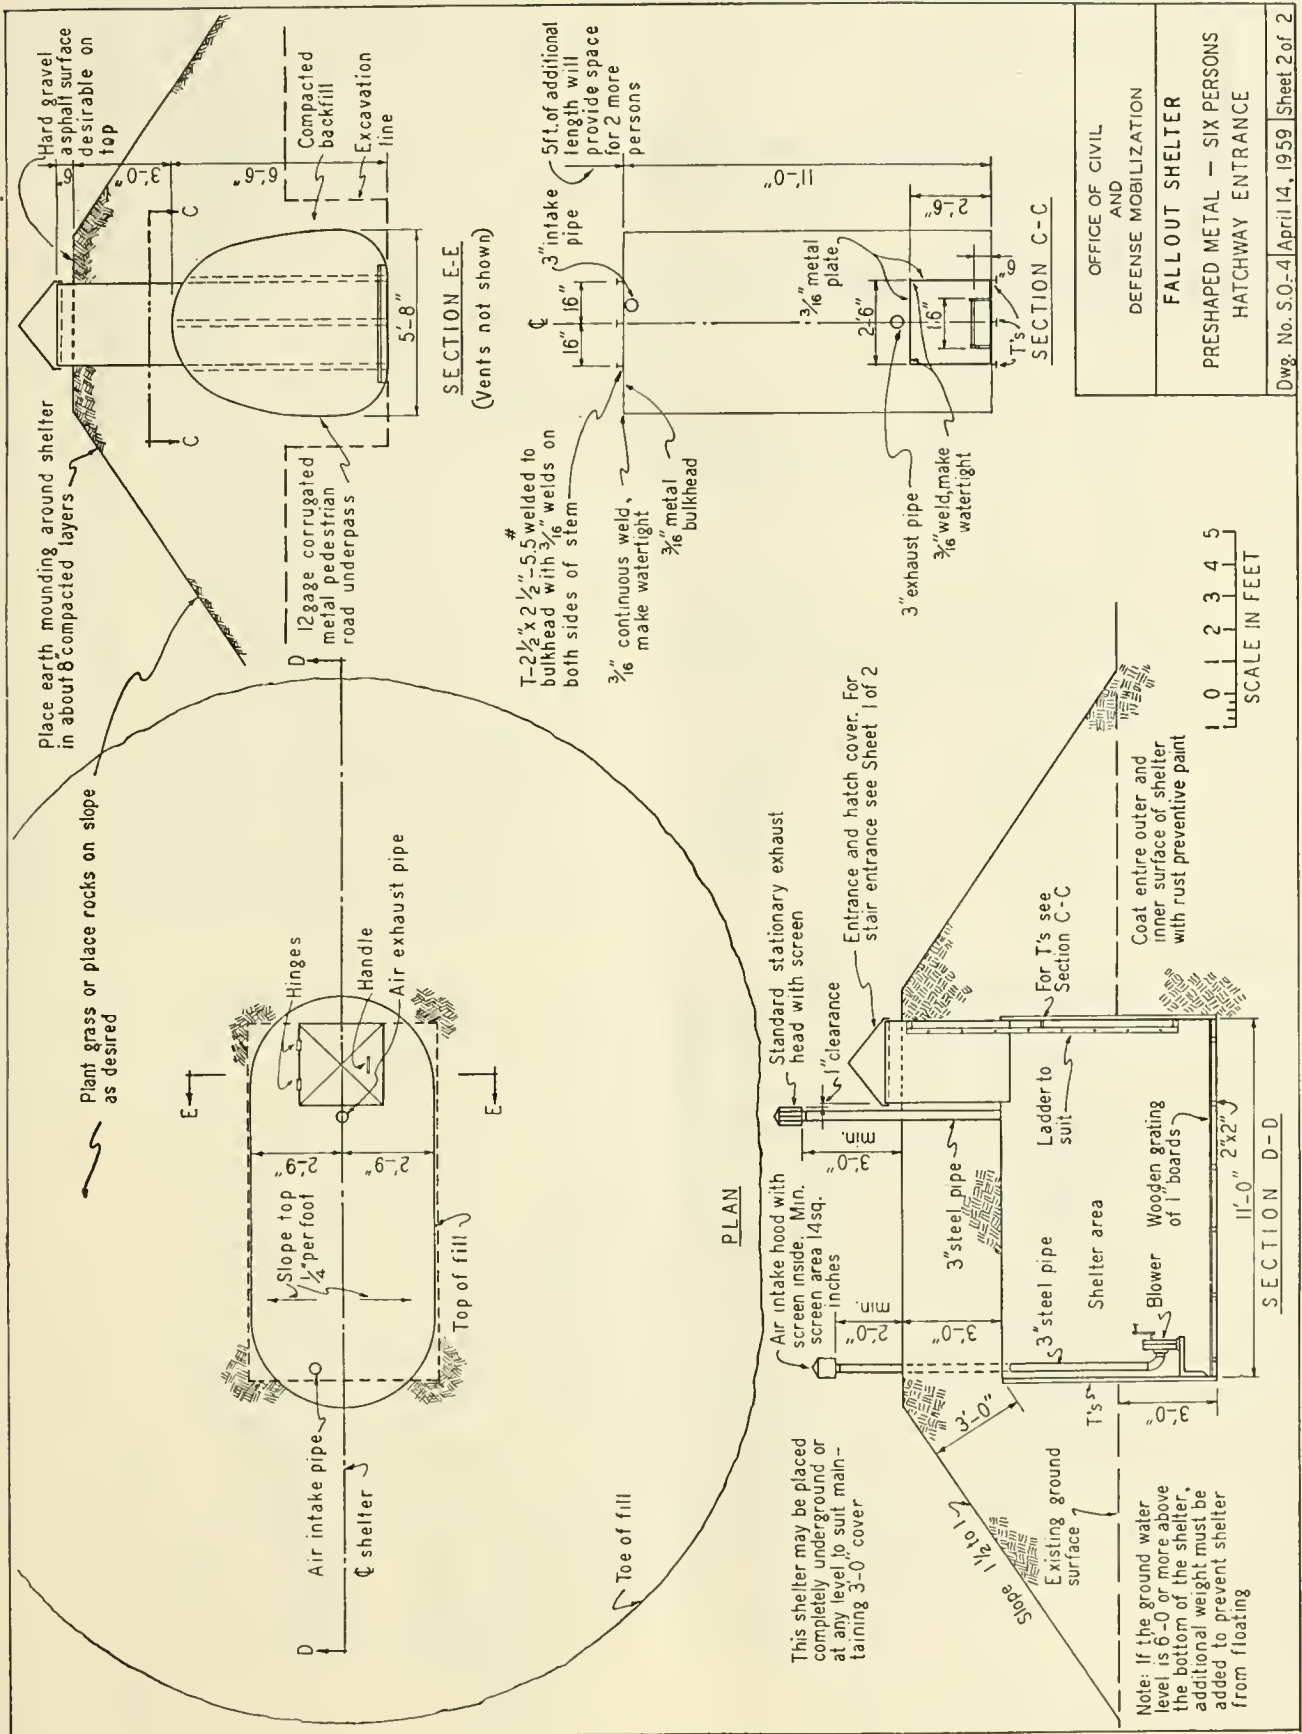 Plant grass or place rocks on slope
as desired
Place earth mounding around shelter
in about 8" compacted layers
Hard gravel
asphalt surface
desirable on
top
6"
3'-0"
6'-6"
C
C
Compacted
backfill
Excavation
line
12 gage corrugated
metal pedestrian
road underpass
5'-8"
SECTION E-E
(Vents not shown)
E
E
D
D
Hinges
Handle
Air exhaust pipe
2'-9"
2'-9"
Slope top
1/4" per foot
Top of fill
Air intake pipe
℄ shelter
Toe of fill
PLAN
T-2 1/2" x 2 1/2"-5.5# welded to
bulkhead with 3/16" welds on
both sides of stem
3/16" continuous weld,
make watertight
3/16" metal
bulkhead
℄
16"
16"
3" intake
pipe
5ft. of additional
length will
provide space
for 2 more
persons
11'-0"
2'-6"
3/16" metal
plate
2'-6"
1'-6"
6"
T's
3" exhaust pipe
3/16" weld, make
watertight
SECTION C-C
This shelter may be placed
completely underground or
at any level to suit main-
taining 3'-0" cover
Air intake hood with
screen inside. Min.
screen area 14 sq.
inches
Standard stationary exhaust
head with screen
1" clearance
Entrance and hatch cover. For
stair entrance see Sheet 1 of 2
2'-0"
min
3'-0"
min.
3'-0"
3'-0"
3'-0"
3" steel pipe
3" steel pipe
Ladder to
suit
For T's see
Section C-C
Shelter area
Blower
Wooden grating
of 1" boards
2"x2"
11'-0"
T's
Slope 1 1/2 to 1
Existing ground
surface
Note: If the ground water
level is 6'-0 or more above
the bottom of the shelter,
additional weight must be
added to prevent shelter
from floating
Coat entire outer and
inner surface of shelter
with rust preventive paint
SECTION D-D
1 0 1 2 3 4 5
SCALE IN FEET
OFFICE OF CIVIL
AND
DEFENSE MOBILIZATION
FALLOUT SHELTER
PRESHAPED METAL — SIX PERSONS
HATCHWAY ENTRANCE
Dwg. No. S.O.-4 April 14, 1959 Sheet 2 of 2